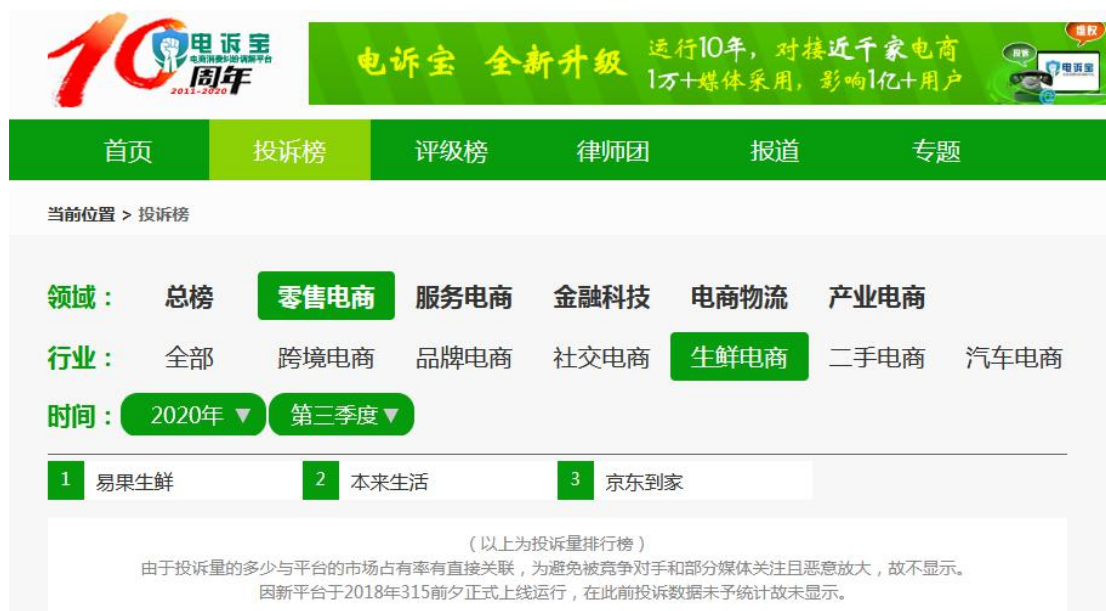 10周年
电诉宝
电商消费纠纷调解平台
2011-2020
电诉宝 全新升级
运行10年，对接近千家电商
1万+媒体采用，影响1亿+用户
投诉
维权
电诉宝
首页 投诉榜 评级榜 律师团 报道 专题
当前位置 > 投诉榜
领域： 总榜 零售电商 服务电商 金融科技 电商物流 产业电商
行业： 全部 跨境电商 品牌电商 社交电商 生鲜电商 二手电商 汽车电商
时间： 2020年 ▼ 第三季度 ▼
1 易果生鲜 2 本来生活 3 京东到家
（以上为投诉量排行榜）
由于投诉量的多少与平台的市场占有率有直接关联，为避免被竞争对手和部分媒体关注且恶意放大，故不显示。
因新平台于2018年315前夕正式上线运行，在此前投诉数据未予统计故未显示。